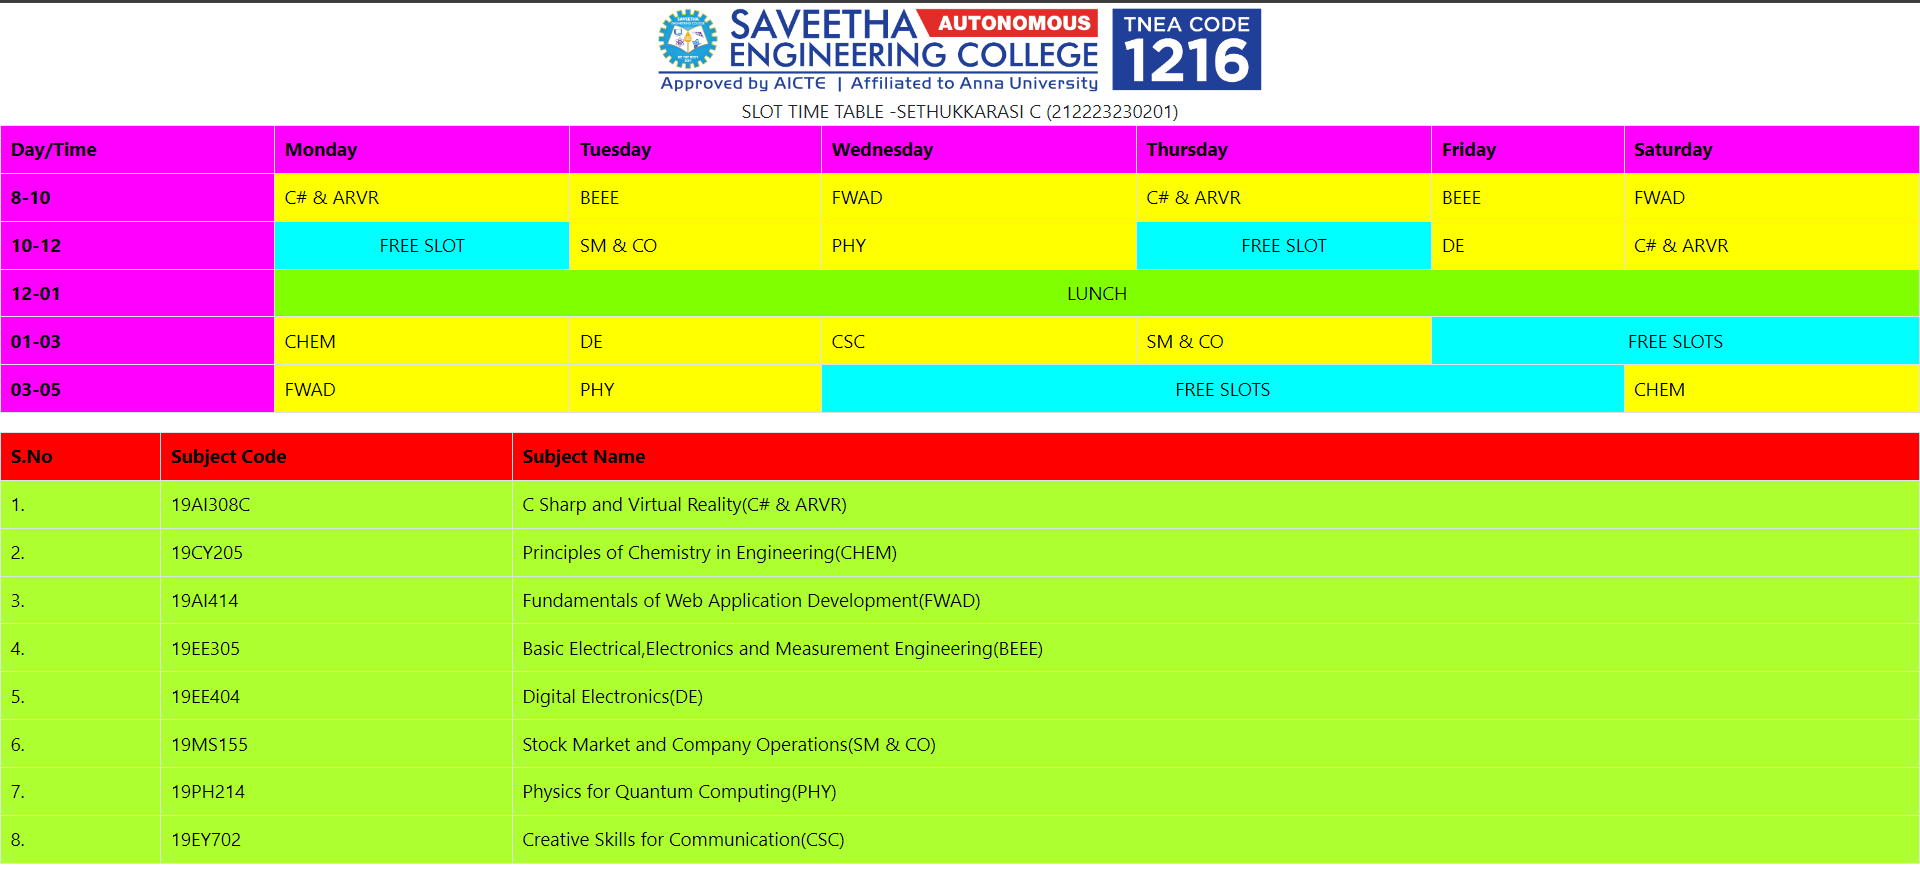 SAVEETHA AUTONOMOUS
ENGINEERING COLLEGE
Approved by AICTE | Affiliated to Anna University
TNEA CODE
1216
SLOT TIME TABLE -SETHUKKARASI C (212223230201)
Day/Time Monday Tuesday Wednesday Thursday Friday Saturday
8-10 C# & ARVR BEEE FWAD C# & ARVR BEEE FWAD
10-12 FREE SLOT SM & CO PHY FREE SLOT DE C# & ARVR
12-01 LUNCH
01-03 CHEM DE CSC SM & CO FREE SLOTS
03-05 FWAD PHY FREE SLOTS CHEM
S.No Subject Code Subject Name
1. 19AI308C C Sharp and Virtual Reality(C# & ARVR)
2. 19CY205 Principles of Chemistry in Engineering(CHEM)
3. 19AI414 Fundamentals of Web Application Development(FWAD)
4. 19EE305 Basic Electrical,Electronics and Measurement Engineering(BEEE)
5. 19EE404 Digital Electronics(DE)
6. 19MS155 Stock Market and Company Operations(SM & CO)
7. 19PH214 Physics for Quantum Computing(PHY)
8. 19EY702 Creative Skills for Communication(CSC)